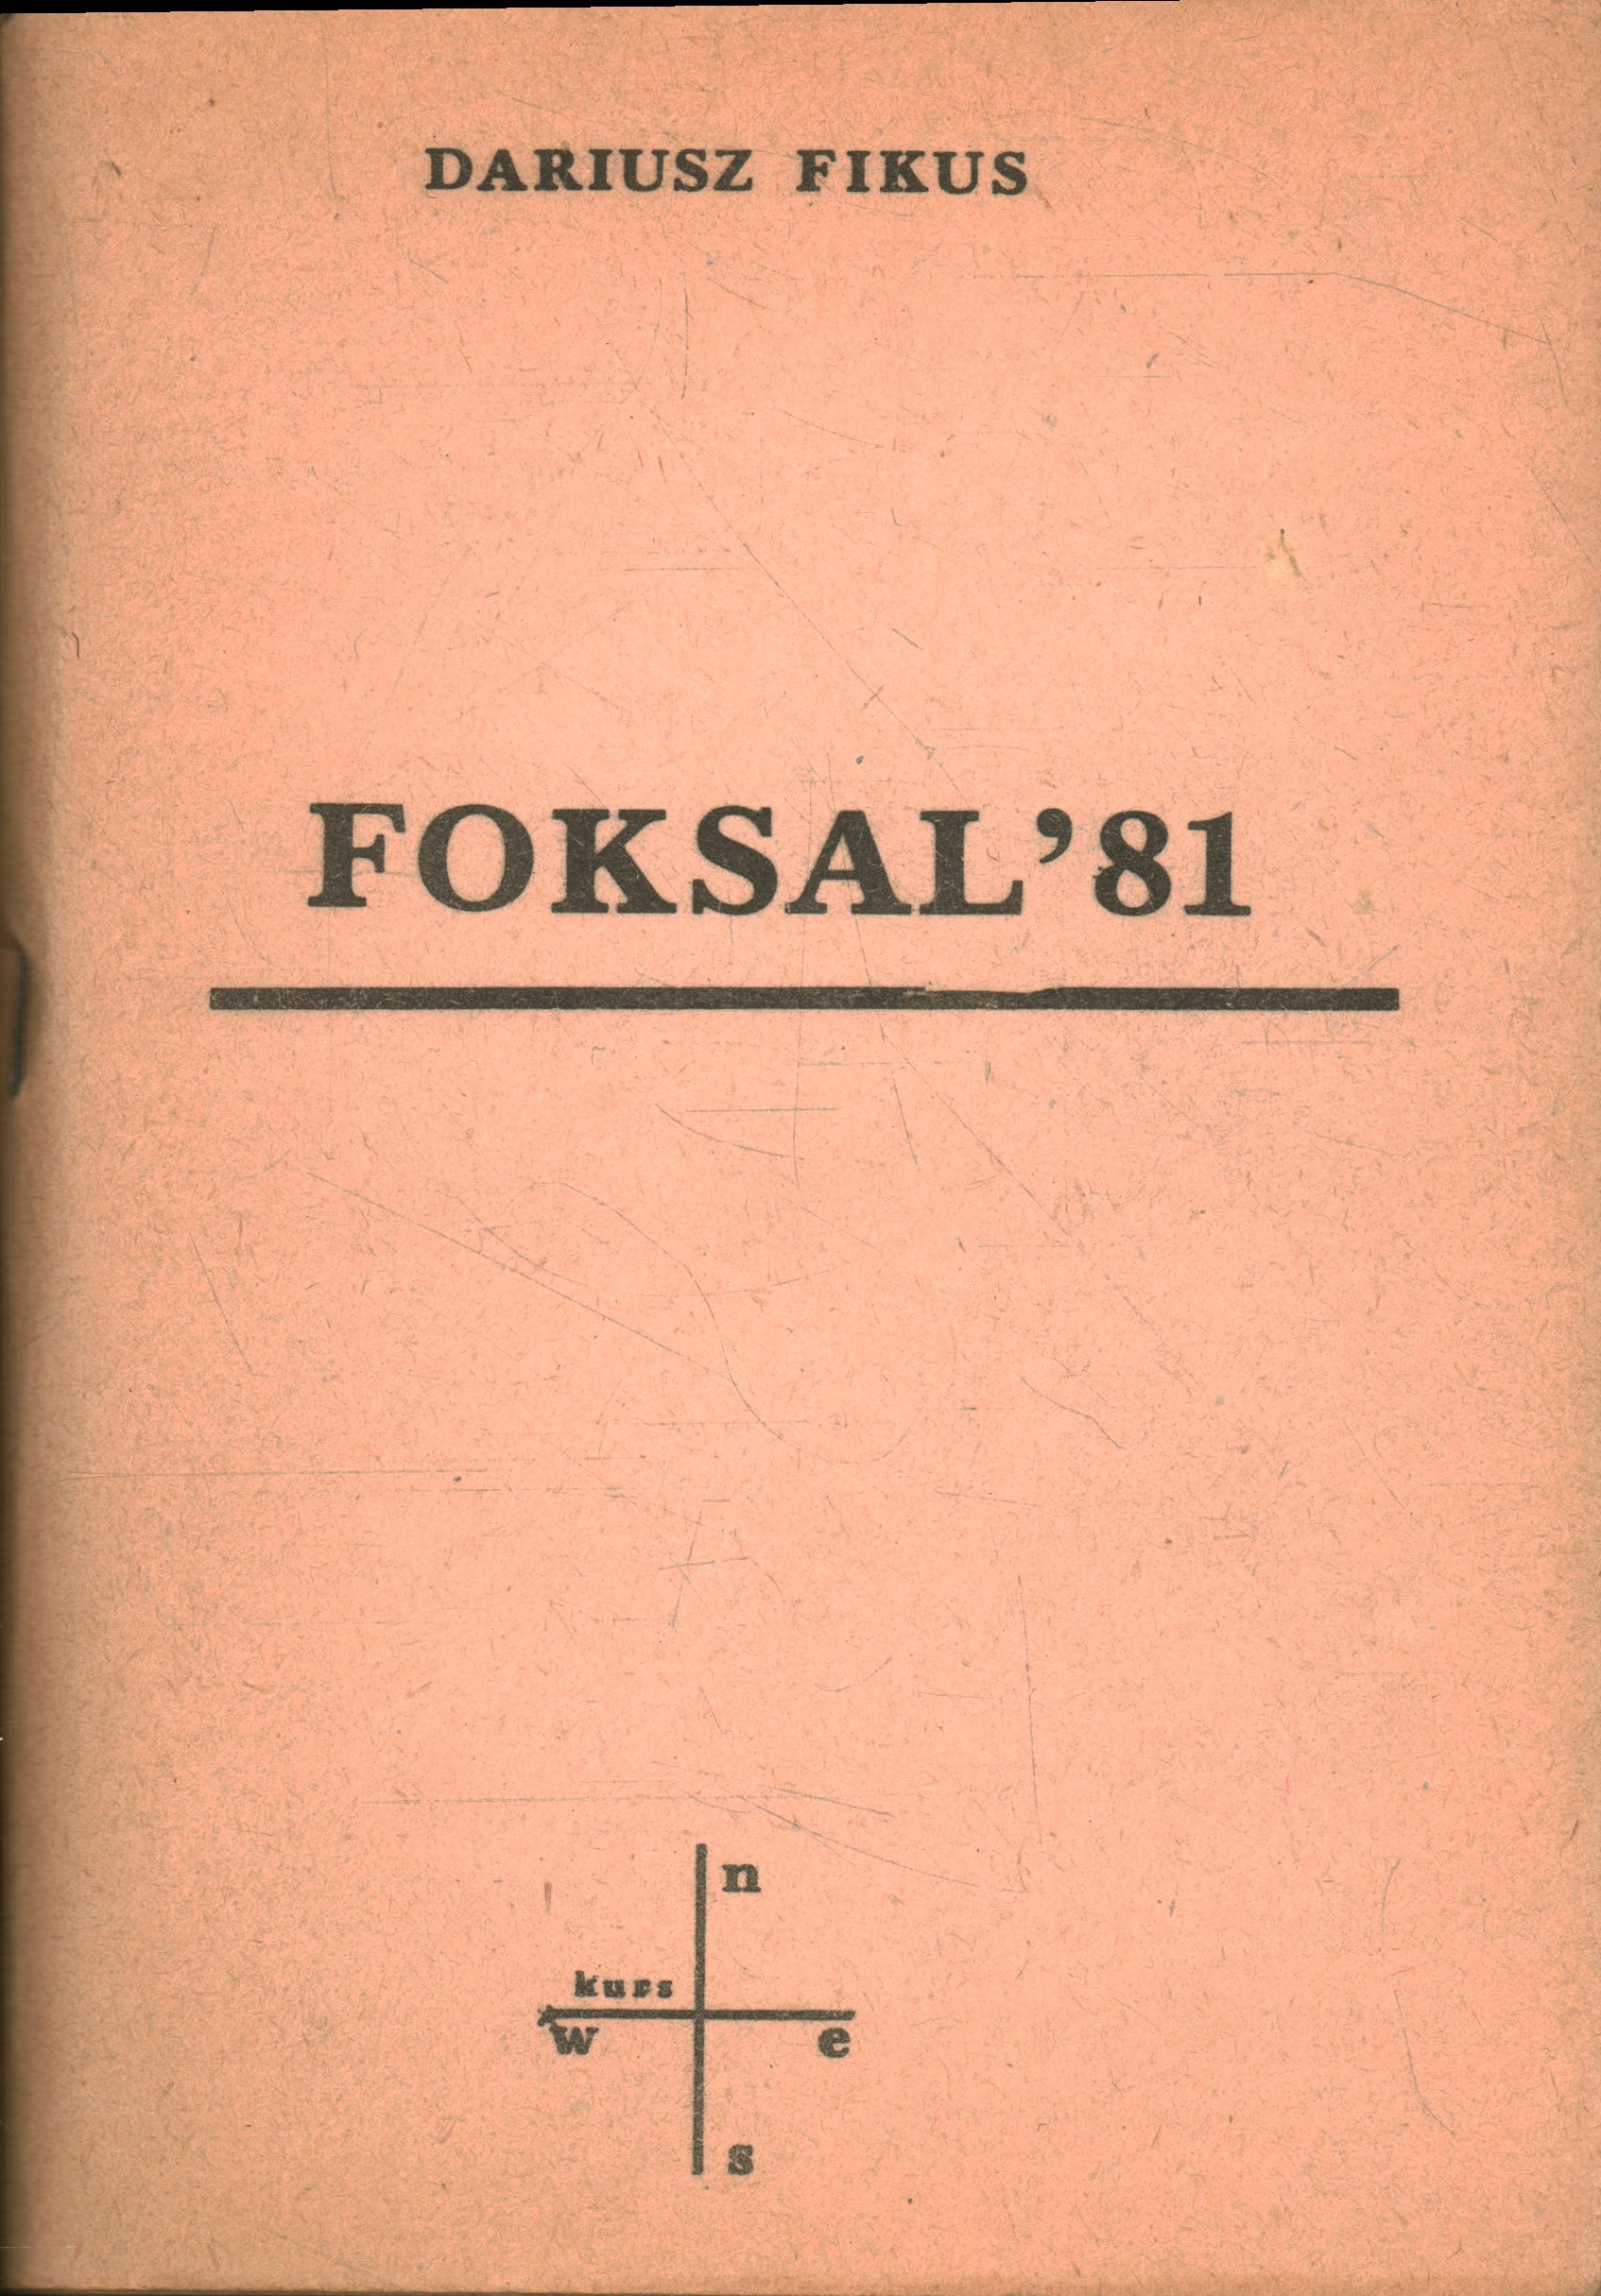 DARIUSZ FIKUS
FOKSAL’81
n
kurs
w e
s